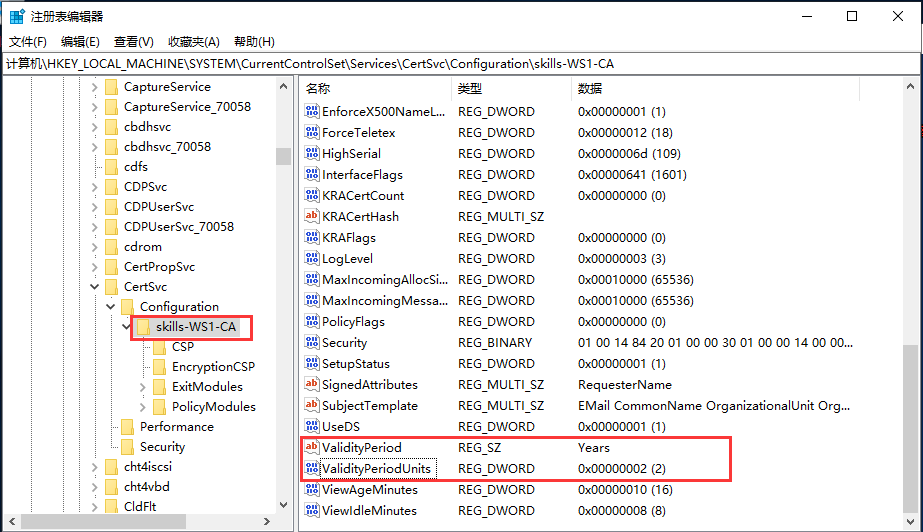 注册表编辑器
文件(F) 编辑(E) 查看(V) 收藏夹(A) 帮助(H)
计算机\HKEY_LOCAL_MACHINE\SYSTEM\CurrentControlSet\Services\CertSvc\Configuration\skills-WS1-CA
CaptureService
CaptureService_70058
cbdhsvc
cbdhsvc_70058
cdfs
CDPSvc
CDPUserSvc
CDPUserSvc_70058
cdrom
CertPropSvc
CertSvc
Configuration
skills-WS1-CA
CSP
EncryptionCSP
ExitModules
PolicyModules
Performance
Security
cht4iscsi
cht4vbd
CldFlt
名称 类型 数据
EnforceX500NameL... REG_DWORD 0x00000001 (1)
ForceTeletex REG_DWORD 0x00000012 (18)
HighSerial REG_DWORD 0x0000006d (109)
InterfaceFlags REG_DWORD 0x00000641 (1601)
KRACertCount REG_DWORD 0x00000000 (0)
KRACertHash REG_MULTI_SZ
KRAFlags REG_DWORD 0x00000000 (0)
LogLevel REG_DWORD 0x00000003 (3)
MaxIncomingAllocSi... REG_DWORD 0x00010000 (65536)
MaxIncomingMessa... REG_DWORD 0x00010000 (65536)
PolicyFlags REG_DWORD 0x00000000 (0)
Security REG_BINARY 01 00 14 84 20 01 00 00 30 01 00 00 14 00 00...
SetupStatus REG_DWORD 0x00000001 (1)
SignedAttributes REG_MULTI_SZ RequesterName
SubjectTemplate REG_MULTI_SZ EMail CommonName OrganizationalUnit Org...
UseDS REG_DWORD 0x00000001 (1)
ValidityPeriod REG_SZ Years
ValidityPeriodUnits REG_DWORD 0x00000002 (2)
ViewAgeMinutes REG_DWORD 0x00000010 (16)
ViewIdleMinutes REG_DWORD 0x00000008 (8)